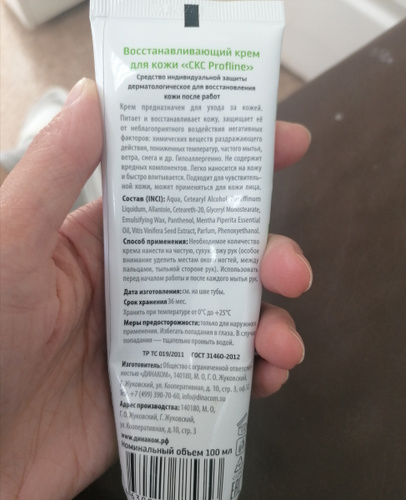 Восстанавливающий крем
для кожи «СКС Profline»
Средство индивидуальной защиты
дерматологическое для восстановления
кожи после работ
Крем предназначен для ухода за кожей.
Питает и восстанавливает кожу, защищает её
от неблагоприятного воздействия негативных
факторов: химических веществ раздражающего
действия, пониженных температур, частого мытья,
ветра, снега и др. Гипоаллергенно. Не содержит
вредных компонентов. Легко наносится на кожу
и быстро впитывается. Подходит для чувствитель-
ной кожи, может применяться для кожи лица.
Состав (INCI): Aqua, Cetearyl Alcohol, Paraffinum
Liquidum, Allantoin, Ceteareth-20, Glyceryl Monostearate,
Emulsifying Wax, Panthenol, Mentha Piperita Essential
Oil, Vitis Vinifera Seed Extract, Parfum, Phenoxyethanol.
Способ применения: Необходимое количество
крема нанести на чистую, сухую кожу рук (особое
внимание уделить местам около ногтей, между
пальцами, тыльной стороне рук). Использовать
перед началом работы и после каждого мытья рук.
Дата изготовления: см. на шве тубы.
Срок хранения 36 мес.
Хранить при температуре от 0°С до +25°С
Меры предосторожности: только для наружного
применения. Избегать попадания в глаза. В случае
попадания — тщательно промыть водой.
ТР ТС 019/2011 ГОСТ 31460-2012
Изготовитель: Общество с ограниченной ответствен-
ностью «ДИНАКОМ», 140180, М. О, Г. О. Жуковский,
Г. Жуковский, ул. Кооперативная, д. 10, стр. 3,
тел. +7 (499) 390-70-60, info@dinacom.su
Адрес производства: 140180, М. О,
Г. О. Жуковский, Г. Жуковский,
ул. Кооперативная, д. 10, стр. 3
www.динаком.рф
Номинальный объем 100 мл